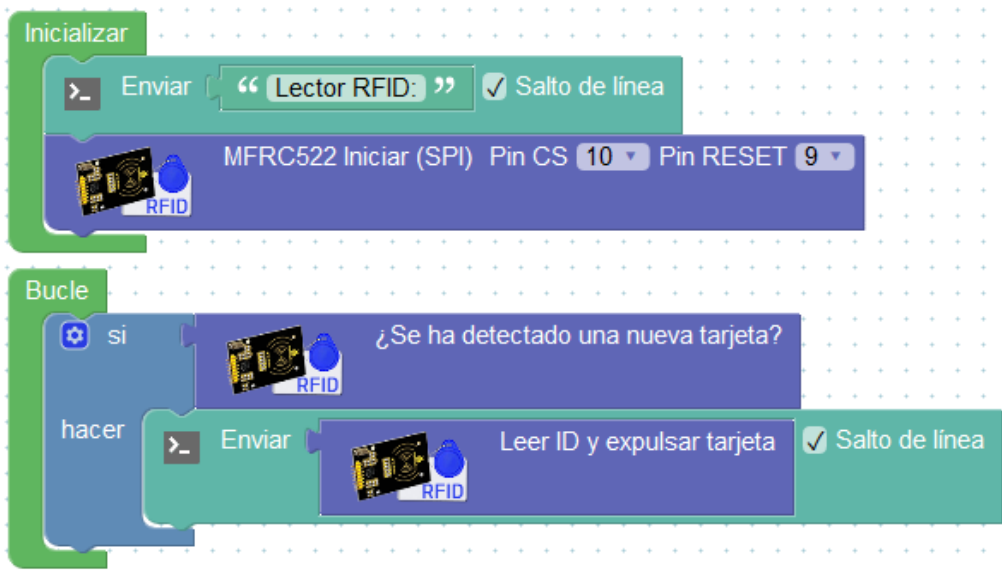 Inicializar
>_ Enviar “ Lector RFID: ” ✓ Salto de línea
MFRC522 Iniciar (SPI) Pin CS 10 Pin RESET 9
RFID
Bucle
si ¿Se ha detectado una nueva tarjeta?
RFID
hacer >_ Enviar Leer ID y expulsar tarjeta ✓ Salto de línea
RFID